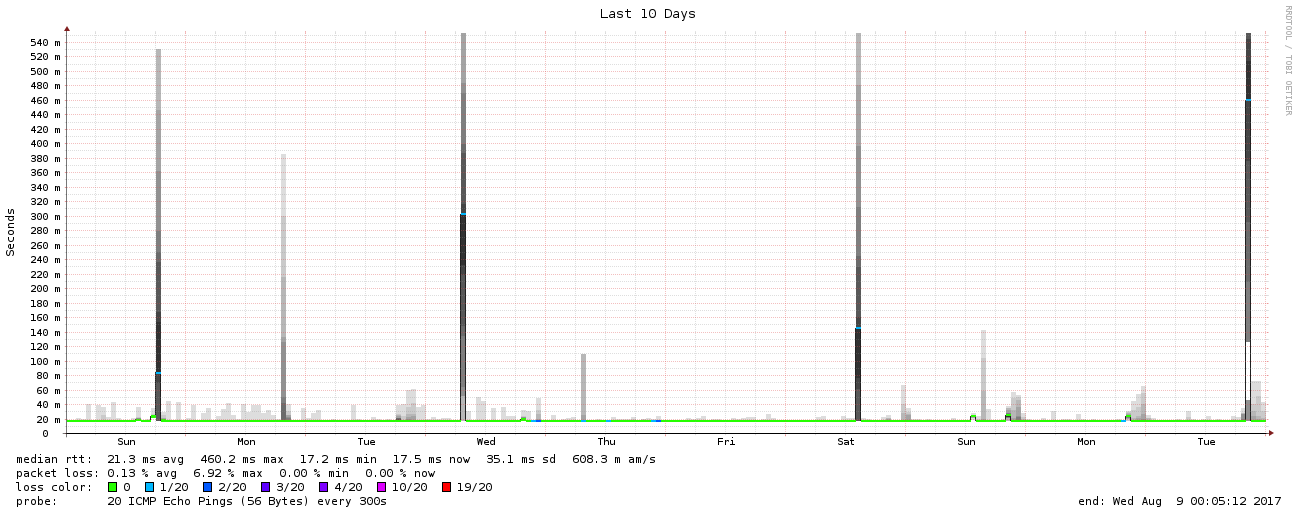 Last 10 Days
RRDTOOL / TOBI OETIKER
Seconds
540 m
520 m
500 m
480 m
460 m
440 m
420 m
400 m
380 m
360 m
340 m
320 m
300 m
280 m
260 m
240 m
220 m
200 m
180 m
160 m
140 m
120 m
100 m
80 m
60 m
40 m
20 m
0
Sun Mon Tue Wed Thu Fri Sat Sun Mon Tue
median rtt: 21.3 ms avg 460.2 ms max 17.2 ms min 17.5 ms now 35.1 ms sd 608.3 m am/s
packet loss: 0.13 % avg 6.92 % max 0.00 % min 0.00 % now
loss color: 0 1/20 2/20 3/20 4/20 10/20 19/20
probe: 20 ICMP Echo Pings (56 Bytes) every 300s end: Wed Aug 9 00:05:12 2017